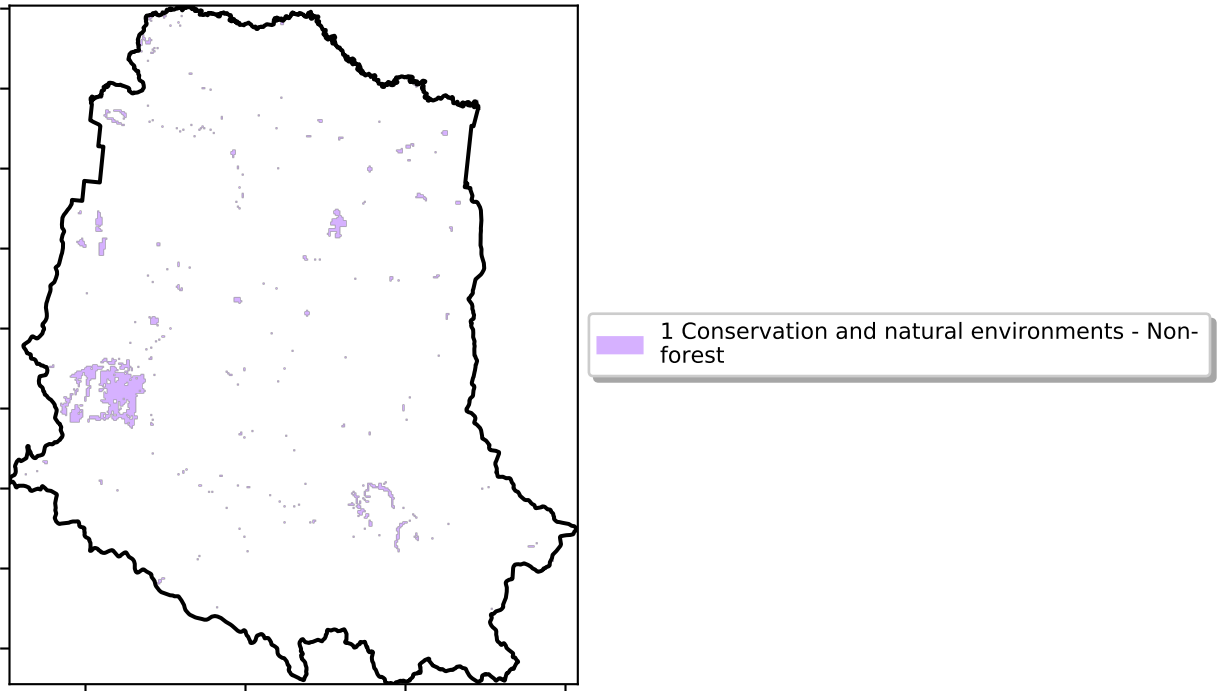 1 Conservation and natural environments - Non-
forest